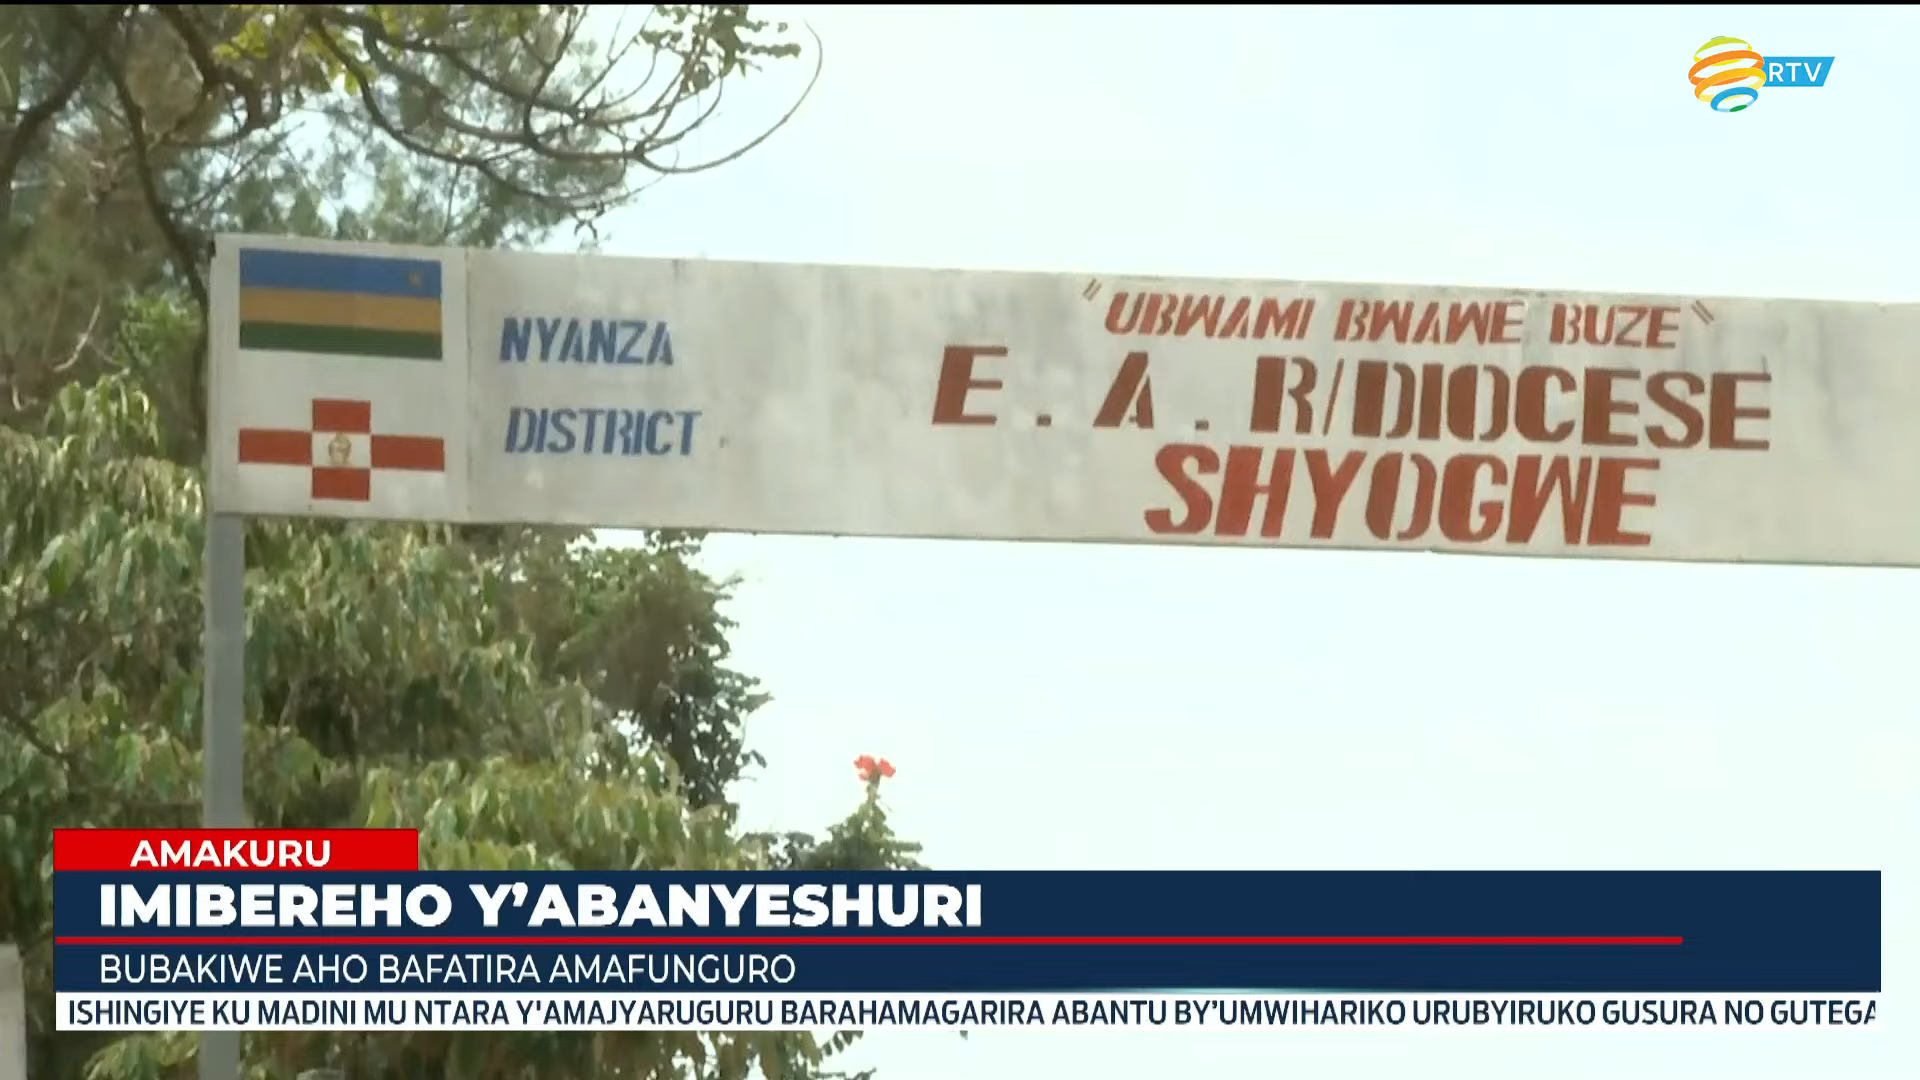 RTV
NYANZA
DISTRICT
"UBWAMI BWAWE BUZE"
E.A.R/DIOCESE
SHYOGWE
AMAKURU
IMIBEREHO Y'ABANYESHURI
BUBAKIWE AHO BAFATIRA AMAFUNGURO
ISHINGIYE KU MADINI MU NTARA Y'AMAJYARUGURU BARAHAMAGARIRA ABANTU BY'UMWIHARIKO URUBYIRUKO GUSURA NO GUTEGA